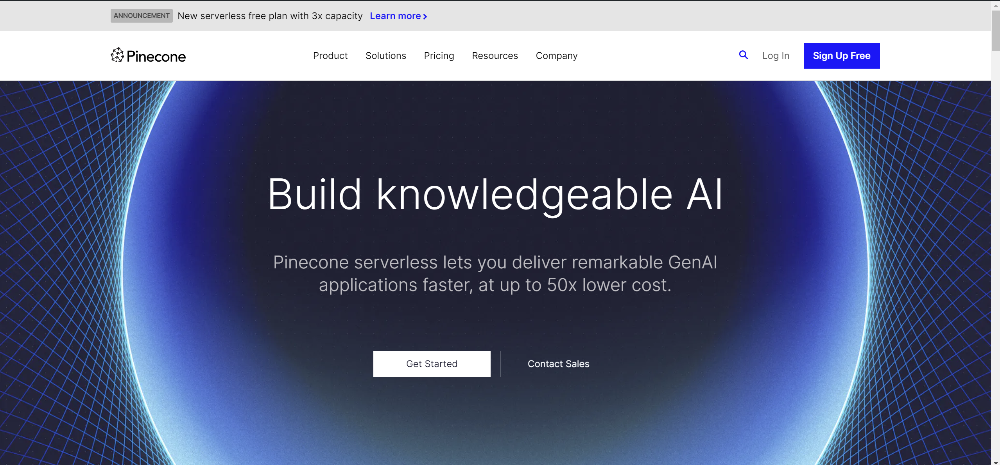 ANNOUNCEMENT New serverless free plan with 3x capacity Learn more
Pinecone Product Solutions Pricing Resources Company Log In Sign Up Free
Build knowledgeable AI
Pinecone serverless lets you deliver remarkable GenAI
applications faster, at up to 50x lower cost.
Get Started Contact Sales